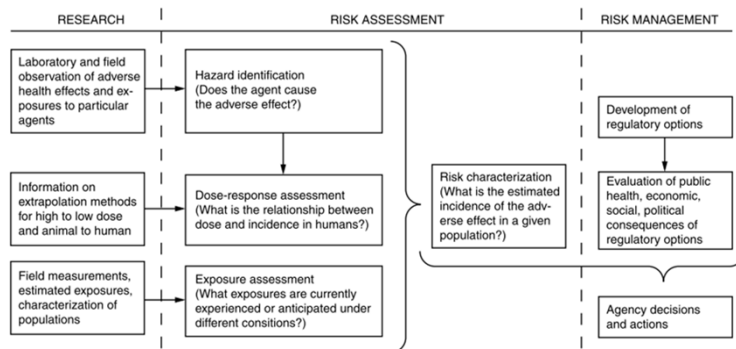 RESEARCH
RISK ASSESSMENT
RISK MANAGEMENT
Laboratory and field
observation of adverse
health effects and ex-
posures to particular
agents
Hazard identification
(Does the agent cause
the adverse effect?)
Information on
extrapolation methods
for high to low dose
and animal to human
Dose-response assessment
(What is the relationship between
dose and incidence in humans?)
Field measurements,
estimated exposures,
characterization of
populations
Exposure assessment
(What exposures are currently
experienced or anticipated under
different consitions?)
Risk characterization
(What is the estimated
incidence of the adv-
erse effect in a given
population?)
Development of
regulatory options
Evaluation of public
health, economic,
social, political
consequences of
regulatory options
Agency decisions
and actions